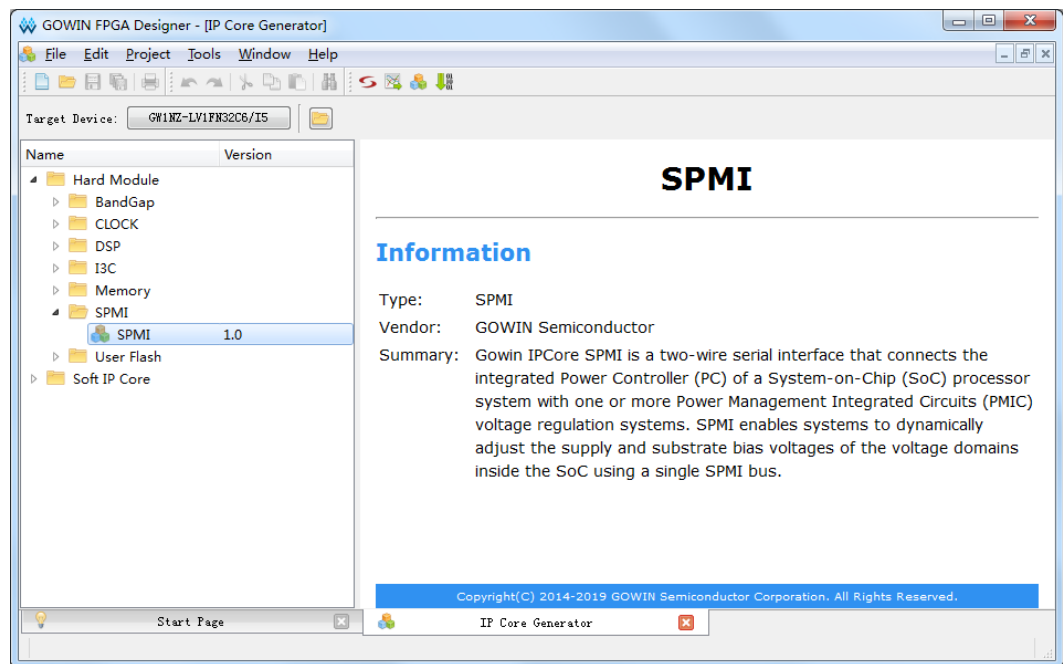 GOWIN FPGA Designer - [IP Core Generator]
File Edit Project Tools Window Help
Target Device: GW1NZ-LV1FN32C6/I5
Name Version
Hard Module
BandGap
CLOCK
DSP
I3C
Memory
SPMI
SPMI 1.0
User Flash
Soft IP Core
SPMI
Information
Type: SPMI
Vendor: GOWIN Semiconductor
Summary: Gowin IPCore SPMI is a two-wire serial interface that connects the
integrated Power Controller (PC) of a System-on-Chip (SoC) processor
system with one or more Power Management Integrated Circuits (PMIC)
voltage regulation systems. SPMI enables systems to dynamically
adjust the supply and substrate bias voltages of the voltage domains
inside the SoC using a single SPMI bus.
Copyright(C) 2014-2019 GOWIN Semiconductor Corporation. All Rights Reserved.
Start Page IP Core Generator